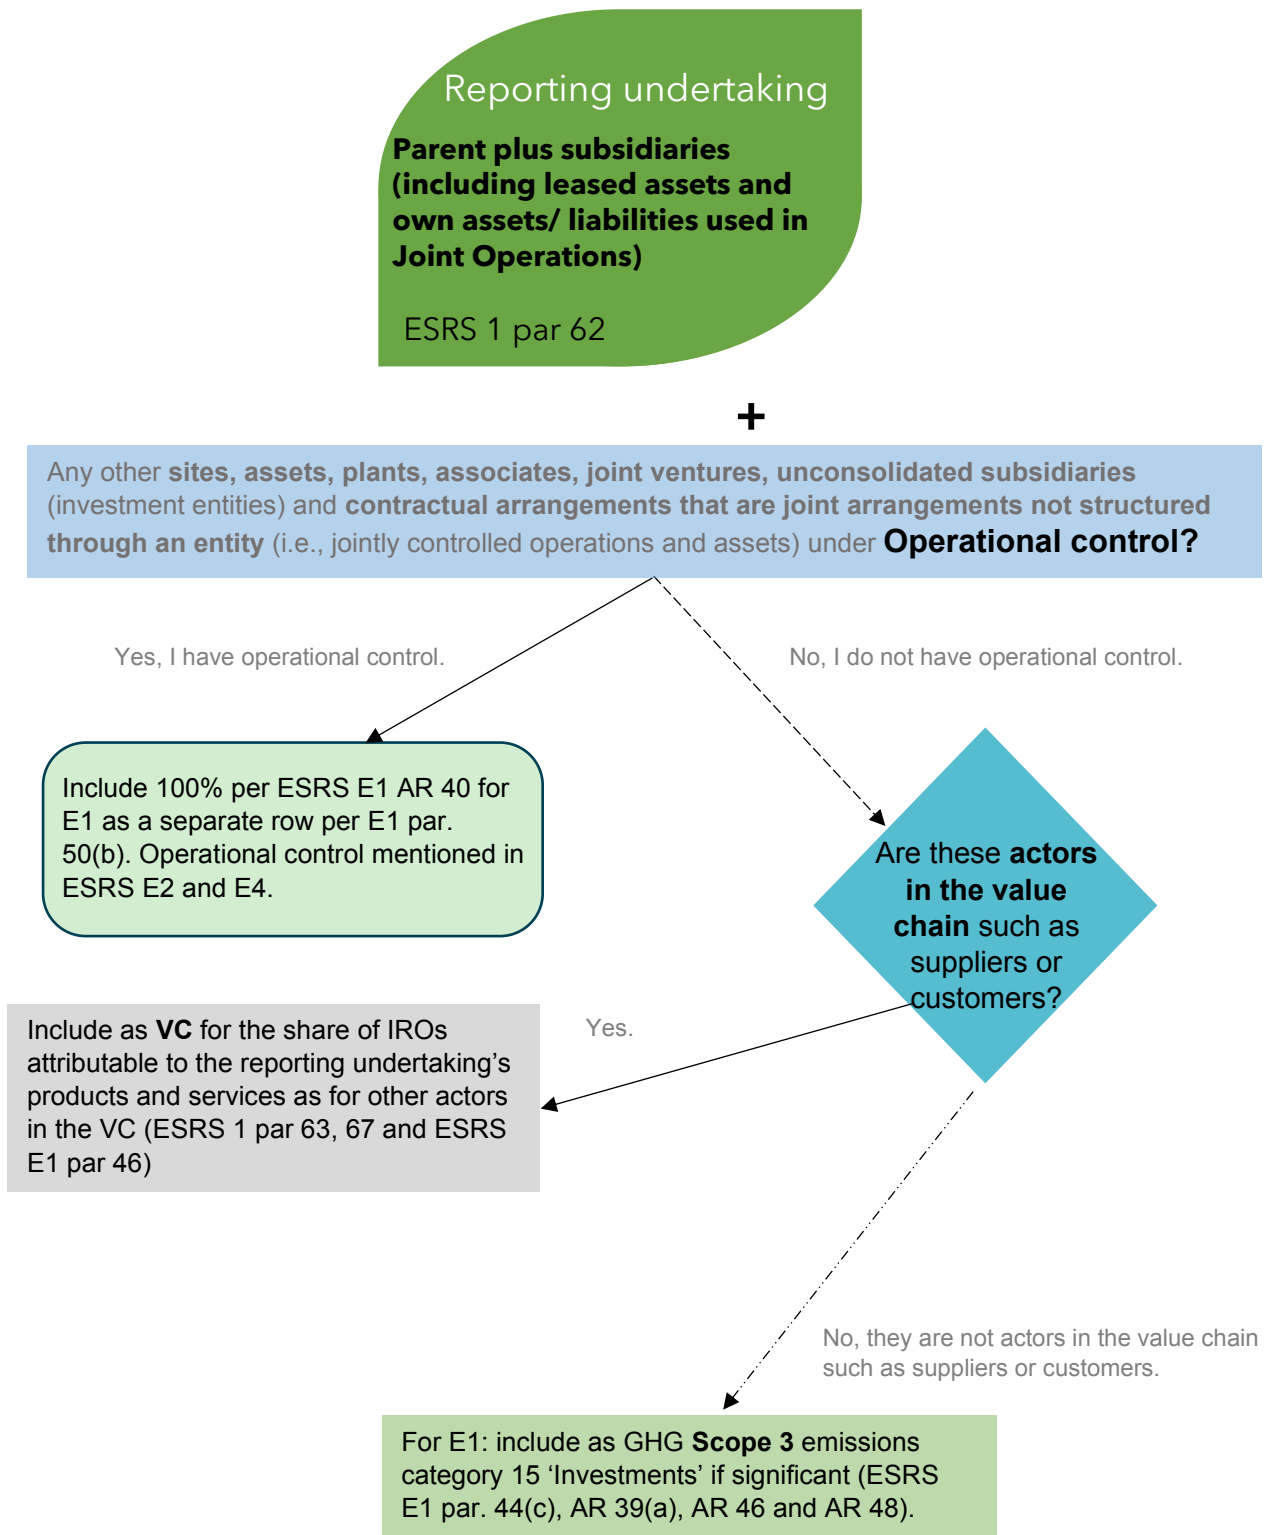 Reporting undertaking
Parent plus subsidiaries
(including leased assets and
own assets/ liabilities used in
Joint Operations)
ESRS 1 par 62
+
Any other sites, assets, plants, associates, joint ventures, unconsolidated subsidiaries
(investment entities) and contractual arrangements that are joint arrangements not structured
through an entity (i.e., jointly controlled operations and assets) under Operational control?
Yes, I have operational control.
No, I do not have operational control.
Include 100% per ESRS E1 AR 40 for
E1 as a separate row per E1 par.
50(b). Operational control mentioned in
ESRS E2 and E4.
Are these actors
in the value
chain such as
suppliers or
customers?
Yes.
Include as VC for the share of IROs
attributable to the reporting undertaking’s
products and services as for other actors
in the VC (ESRS 1 par 63, 67 and ESRS
E1 par 46)
No, they are not actors in the value chain
such as suppliers or customers.
For E1: include as GHG Scope 3 emissions
category 15 ‘Investments’ if significant (ESRS
E1 par. 44(c), AR 39(a), AR 46 and AR 48).